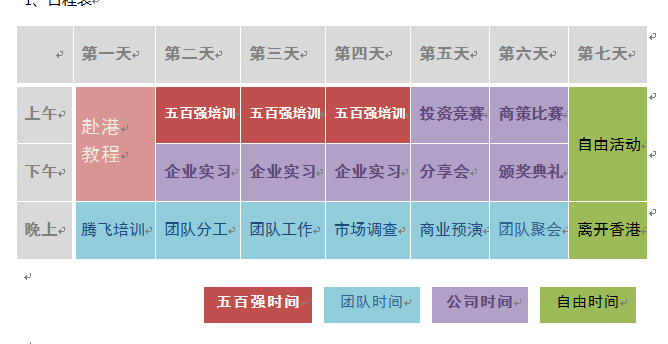 1、日程表
第一天 第二天 第三天 第四天 第五天 第六天 第七天
上午 赴港 五百强培训 五百强培训 五百强培训 投资竞赛 商策比赛 自由活动
下午 教程 企业实习 企业实习 企业实习 分享会 颁奖典礼
晚上 腾飞培训 团队分工 团队工作 市场调查 商业预演 团队聚会 离开香港
五百强时间 团队时间 公司时间 自由时间